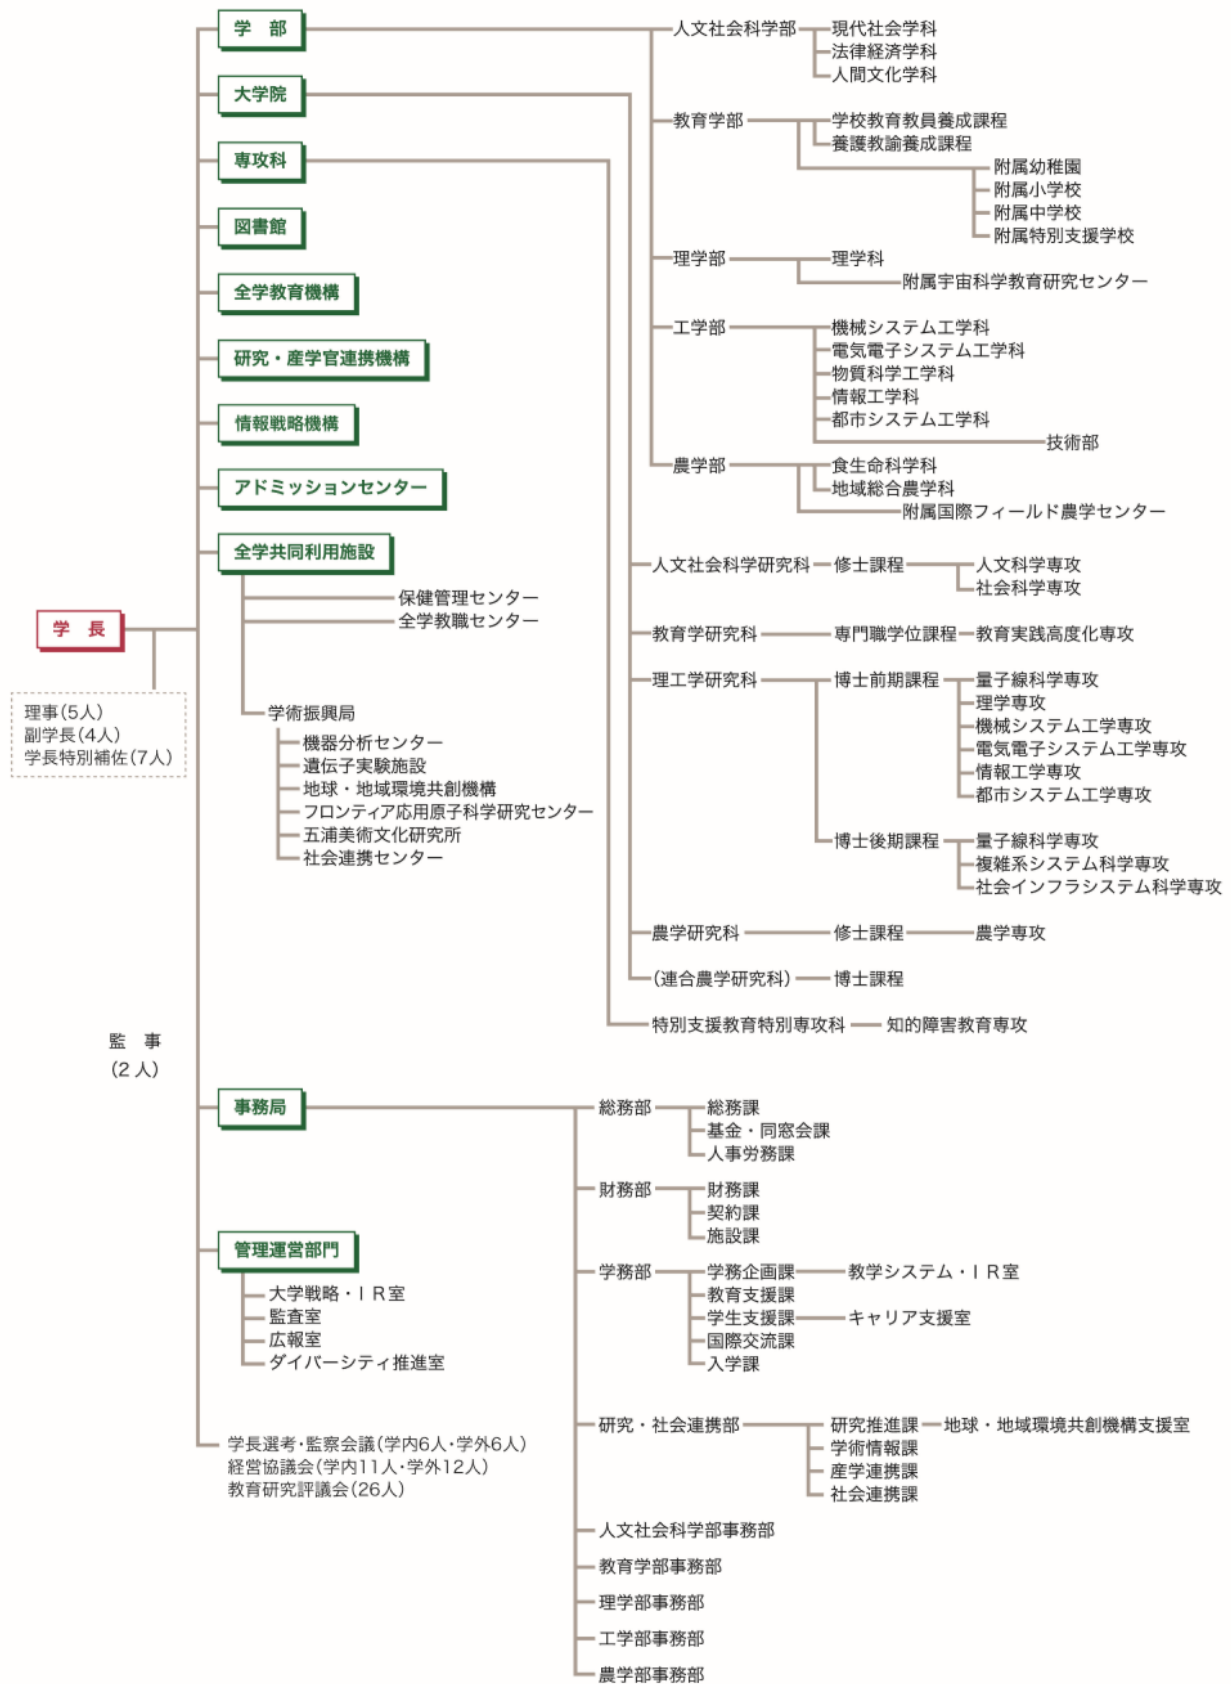 学　部
人文社会科学部
現代社会学科
法律経済学科
人間文化学科
教育学部
学校教育教員養成課程
養護教諭養成課程
附属幼稚園
附属小学校
附属中学校
附属特別支援学校
理学部
理学科
附属宇宙科学教育研究センター
工学部
機械システム工学科
電気電子システム工学科
物質科学工学科
情報工学科
都市システム工学科
技術部
農学部
食生命科学科
地域総合農学科
附属国際フィールド農学センター
大学院
人文社会科学研究科
修士課程
人文科学専攻
社会科学専攻
教育学研究科
専門職学位課程
教育実践高度化専攻
理工学研究科
博士前期課程
量子線科学専攻
理学専攻
機械システム工学専攻
電気電子システム工学専攻
情報工学専攻
都市システム工学専攻
博士後期課程
量子線科学専攻
複雑系システム科学専攻
社会インフラシステム科学専攻
農学研究科
修士課程
農学専攻
(連合農学研究科)
博士課程
専攻科
特別支援教育特別専攻科
知的障害教育専攻
図書館
全学教育機構
研究・産学官連携機構
情報戦略機構
アドミッションセンター
全学共同利用施設
保健管理センター
全学教職センター
学術振興局
機器分析センター
遺伝子実験施設
地球・地域環境共創機構
フロンティア応用原子科学研究センター
五浦美術文化研究所
社会連携センター
学　長
理事(5人)
副学長(4人)
学長特別補佐(7人)
監　事
(2人)
事務局
総務部
総務課
基金・同窓会課
人事労務課
財務部
財務課
契約課
施設課
学務部
学務企画課
教学システム・ＩＲ室
教育支援課
学生支援課
キャリア支援室
国際交流課
入学課
研究・社会連携部
研究推進課
地球・地域環境共創機構支援室
学術情報課
産学連携課
社会連携課
人文社会科学部事務部
教育学部事務部
理学部事務部
工学部事務部
農学部事務部
管理運営部門
大学戦略・ＩＲ室
監査室
広報室
ダイバーシティ推進室
学長選考・監察会議(学内6人・学外6人)
経営協議会(学内11人・学外12人)
教育研究評議会(26人)